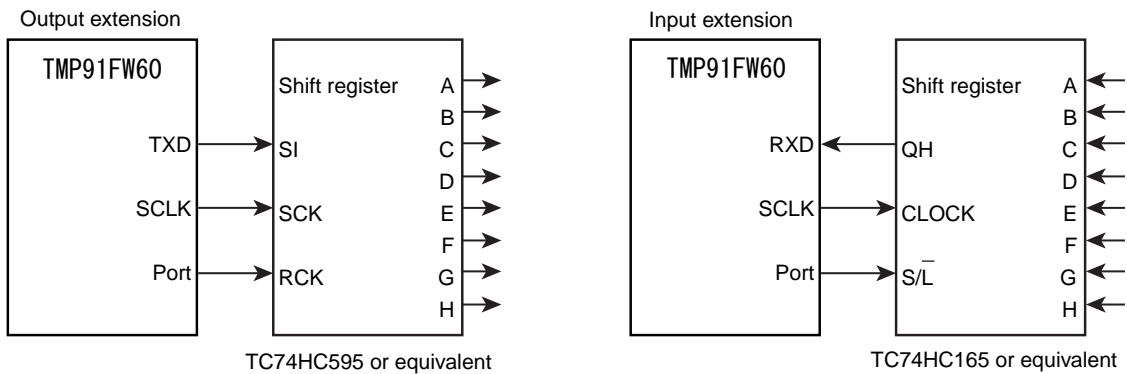 Output extension
TMP91FW60
Shift register
TXD
SCLK
Port
SI
SCK
RCK
A
B
C
D
E
F
G
H
TC74HC595 or equivalent
Input extension
TMP91FW60
Shift register
RXD
SCLK
Port
QH
CLOCK
S/L̅
A
B
C
D
E
F
G
H
TC74HC165 or equivalent